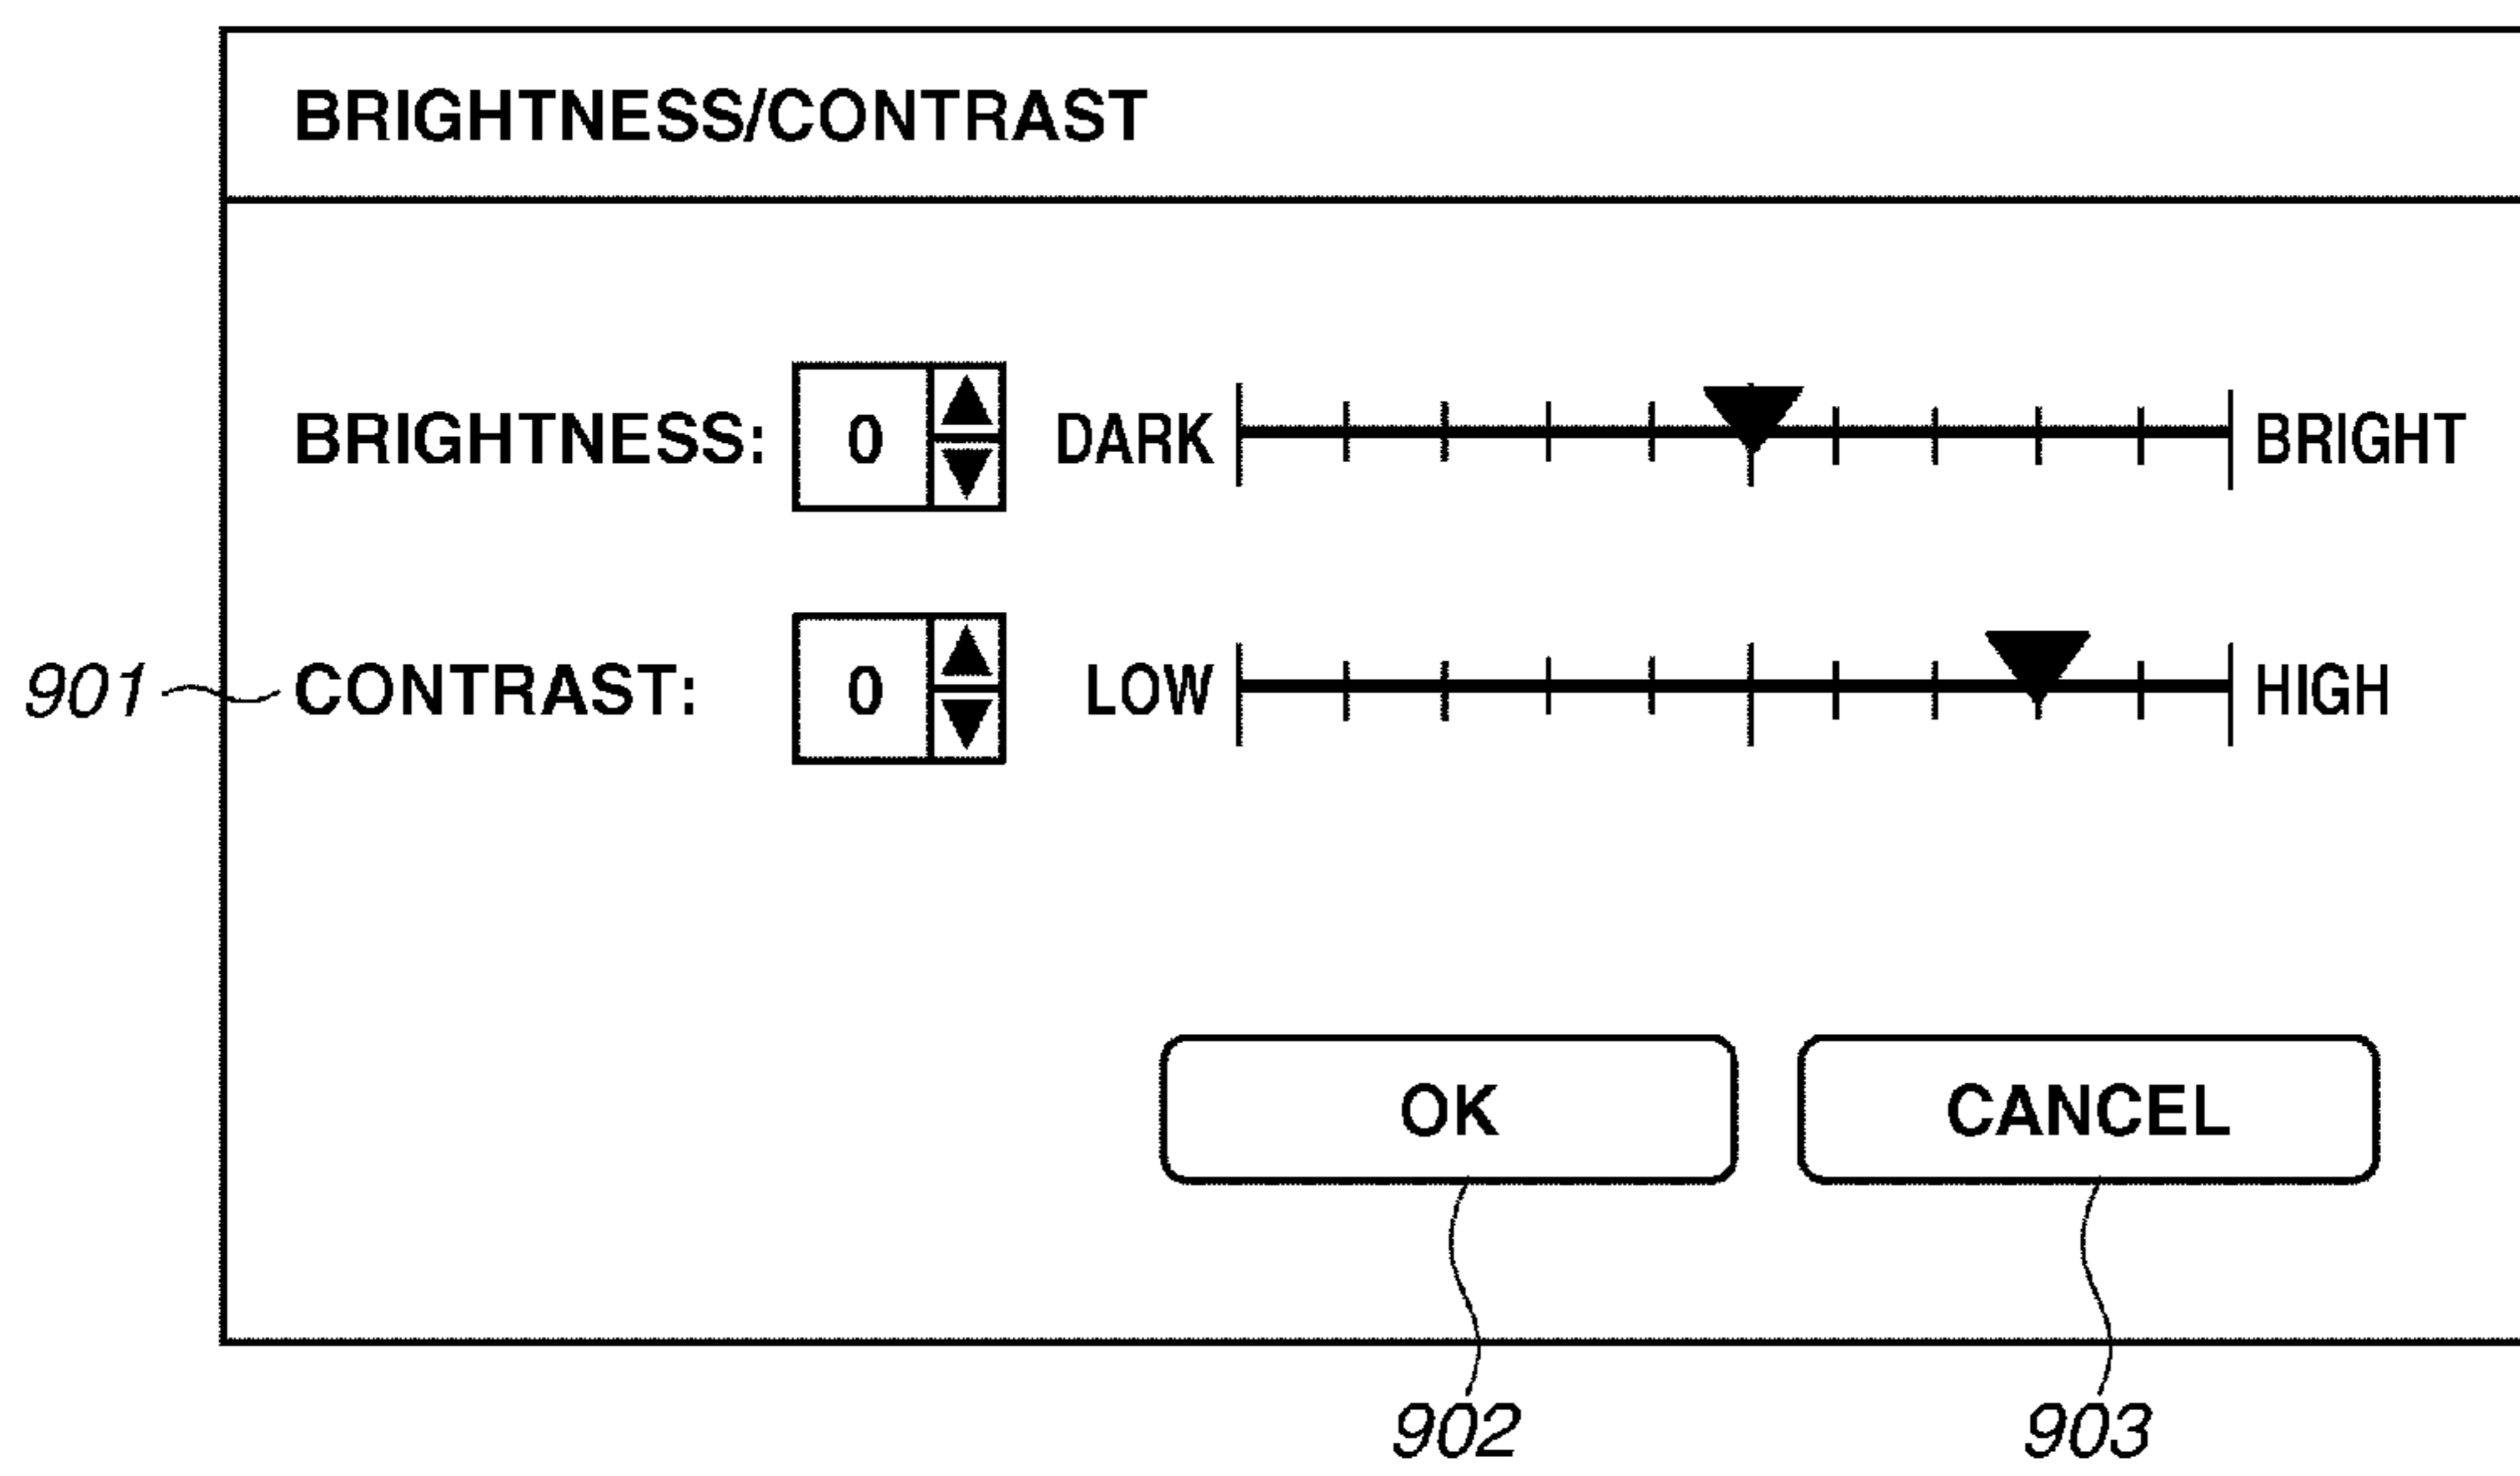 BRIGHTNESS/CONTRAST
BRIGHTNESS: 0 DARK BRIGHT
901 CONTRAST: 0 LOW HIGH
OK CANCEL
902 903